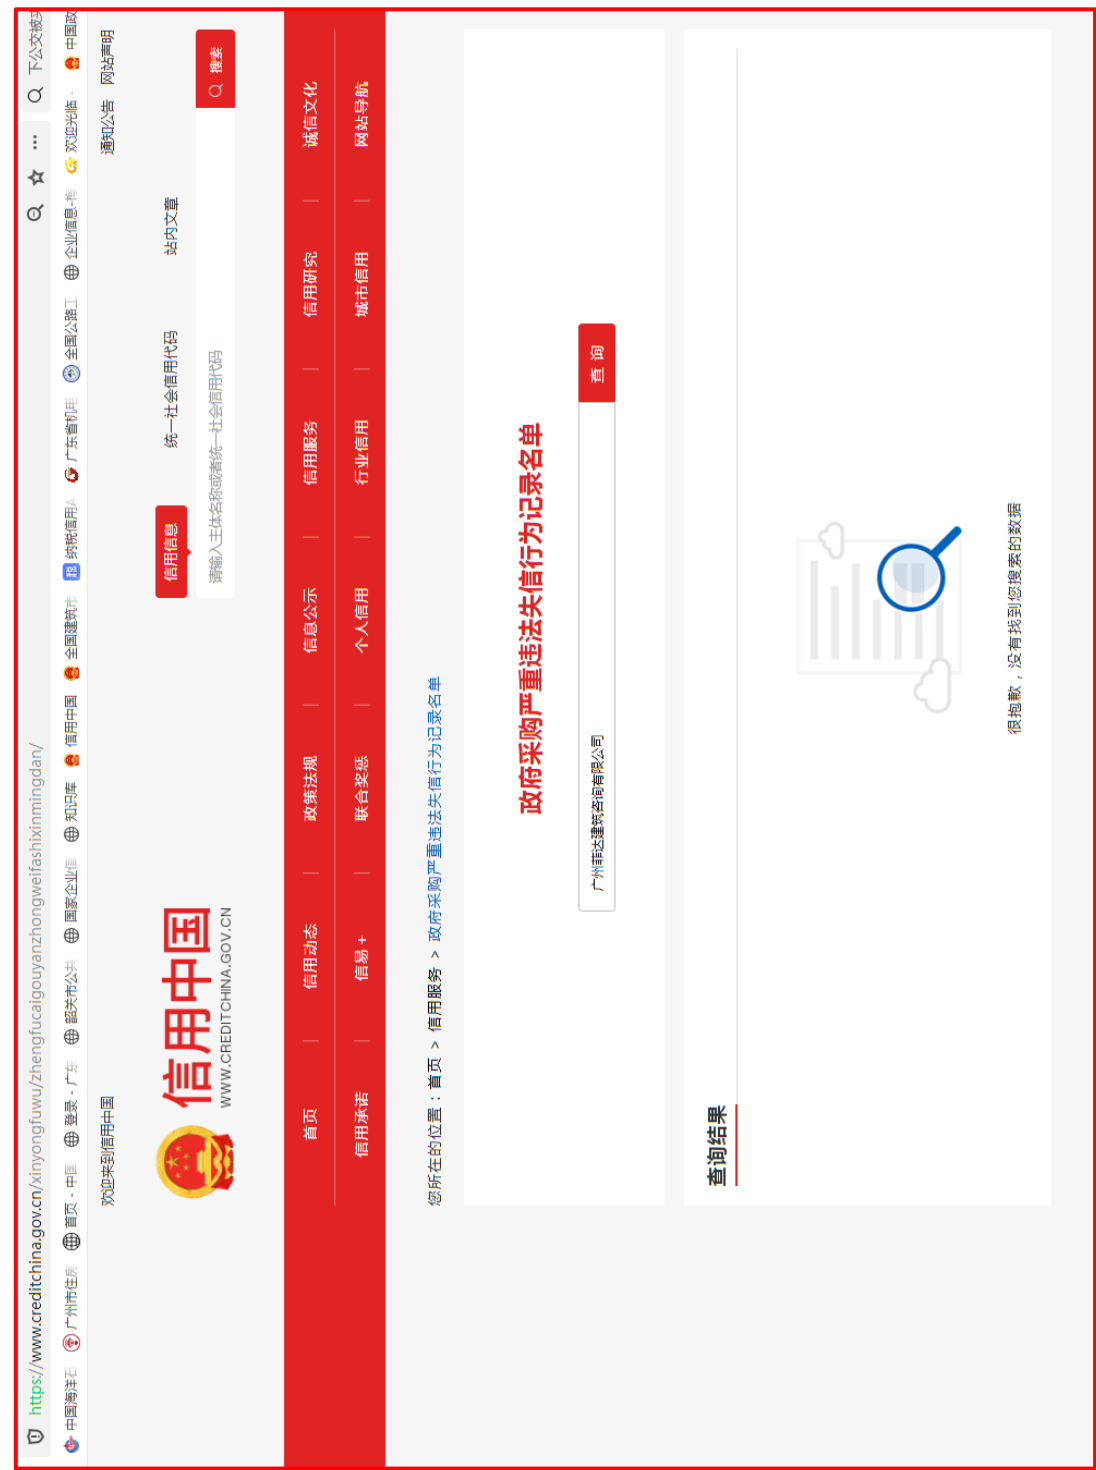 https://www.creditchina.gov.cn/xinyongfuwu/zhengfucaigouyanzhongweifashixinmingdan/ 下公交被夹
中国海洋石 广州市住房 首页 - 中国 登录 - 广东 韶关市公共 国家企业信 知识库 信用中国 全国建筑市 纳税信用A 广东省机电 全国公路工 企业信息-梅 欢迎光临 - 中国政
欢迎来到信用中国 通知公告 网站声明
信用信息 统一社会信用代码 站内文章
信用中国
WWW.CREDITCHINA.GOV.CN
请输入主体名称或者统一社会信用代码 搜索
首页 信用动态 政策法规 信息公示 信用服务 信用研究 诚信文化
信用承诺 信易+ 联合奖惩 个人信用 行业信用 城市信用 网站导航
您所在的位置：首页 > 信用服务 > 政府采购严重违法失信行为记录名单
政府采购严重违法失信行为记录名单
广州菲达建筑咨询有限公司 查询
查询结果
很抱歉，没有找到您搜索的数据